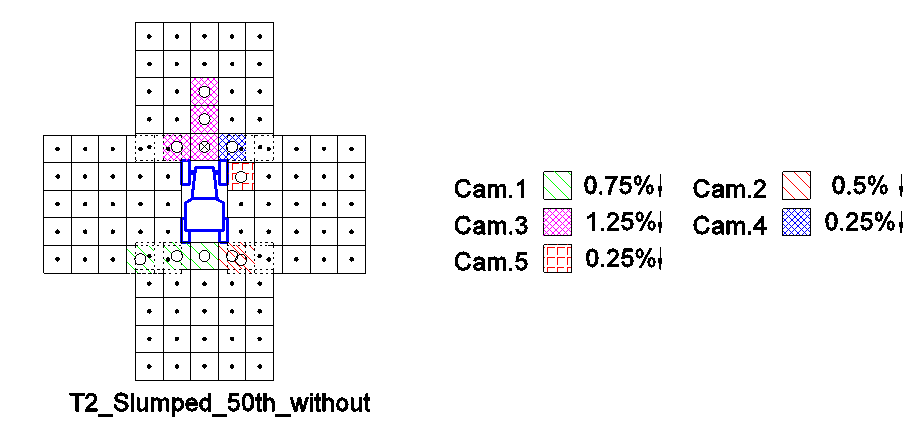 Cam.1 0.75%↓ Cam.2 0.5%↓
Cam.3 1.25%↓ Cam.4 0.25%↓
Cam.5 0.25%↓
T2_Slumped_50th_without